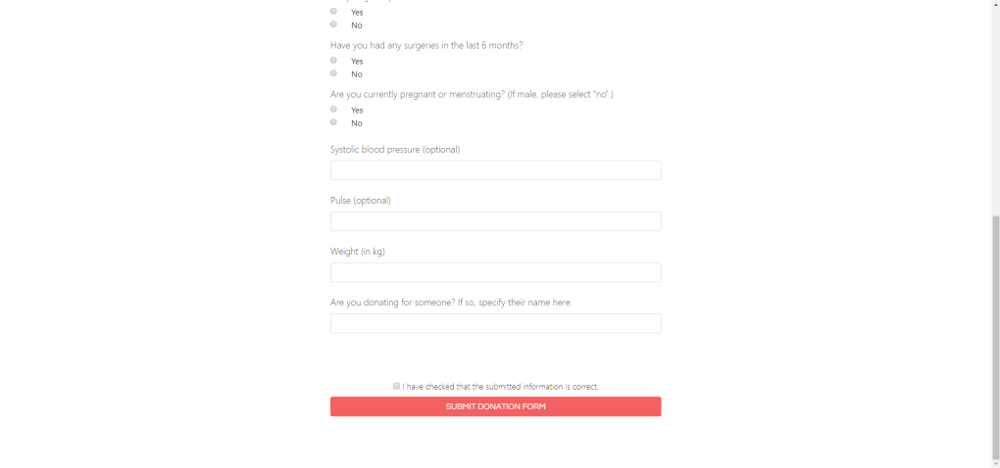 Yes
No
Have you had any surgeries in the last 6 months?
Yes
No
Are you currently pregnant or menstruating? (If male, please select "no".)
Yes
No
Systolic blood pressure (optional)
Pulse (optional)
Weight (in kg)
Are you donating for someone? If so, specify their name here.
I have checked that the submitted information is correct.
SUBMIT DONATION FORM